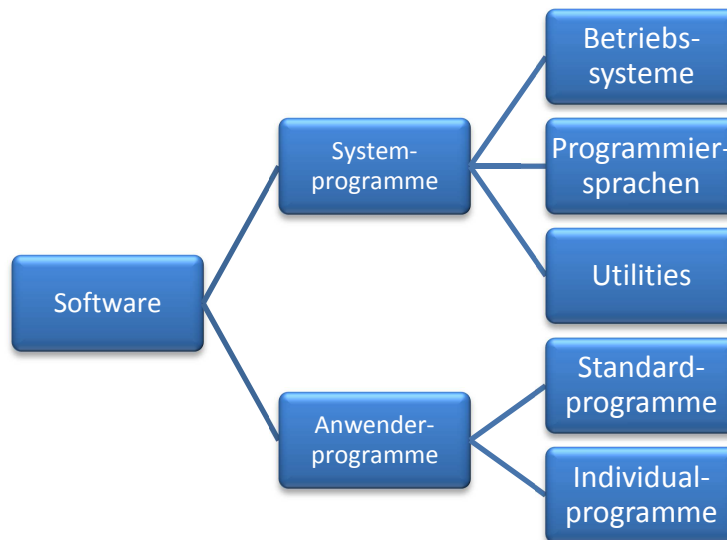 Software
System-
programme
Betriebs-
systeme
Programmier-
sprachen
Utilities
Anwender-
programme
Standard-
programme
Individual-
programme